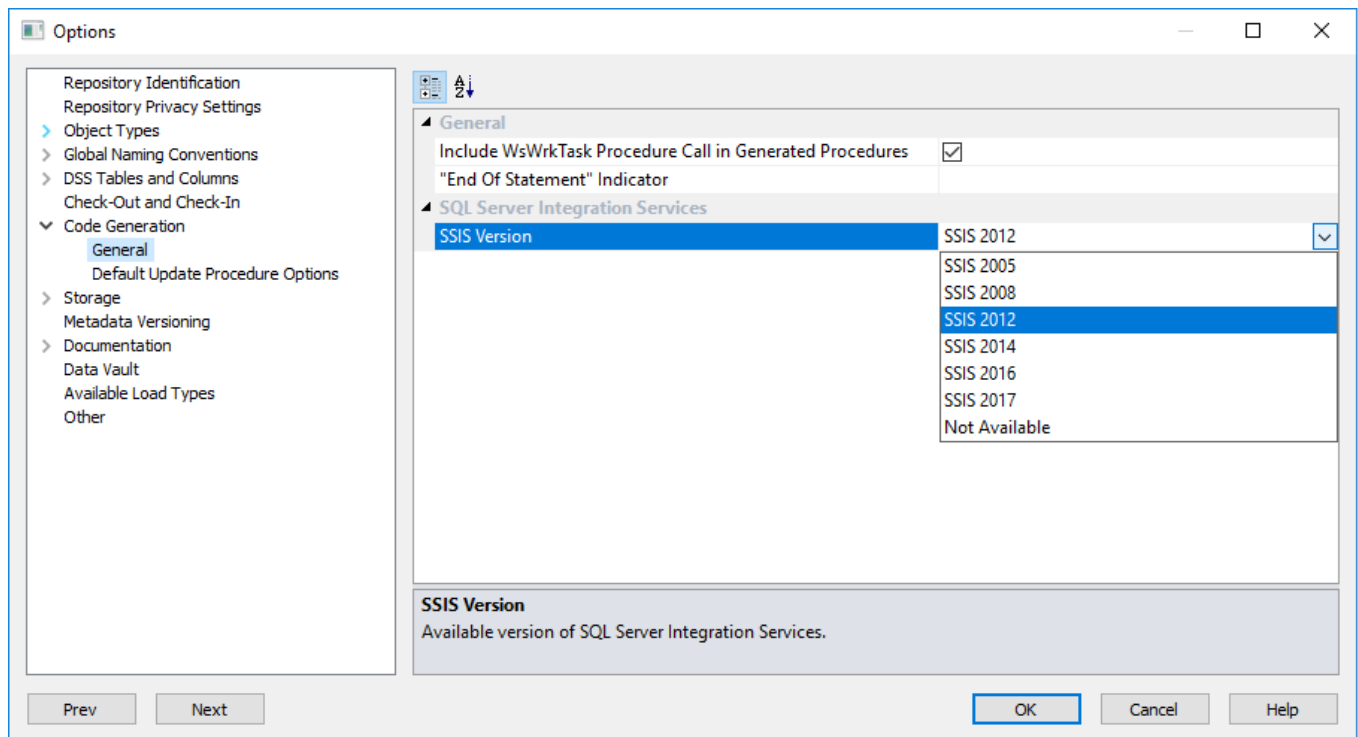 Options
Repository Identification
Repository Privacy Settings
Object Types
Global Naming Conventions
DSS Tables and Columns
Check-Out and Check-In
Code Generation
General
Default Update Procedure Options
Storage
Metadata Versioning
Documentation
Data Vault
Available Load Types
Other
General
Include WsWrkTask Procedure Call in Generated Procedures
"End Of Statement" Indicator
SQL Server Integration Services
SSIS Version SSIS 2012
SSIS 2005
SSIS 2008
SSIS 2012
SSIS 2014
SSIS 2016
SSIS 2017
Not Available
SSIS Version
Available version of SQL Server Integration Services.
Prev Next OK Cancel Help